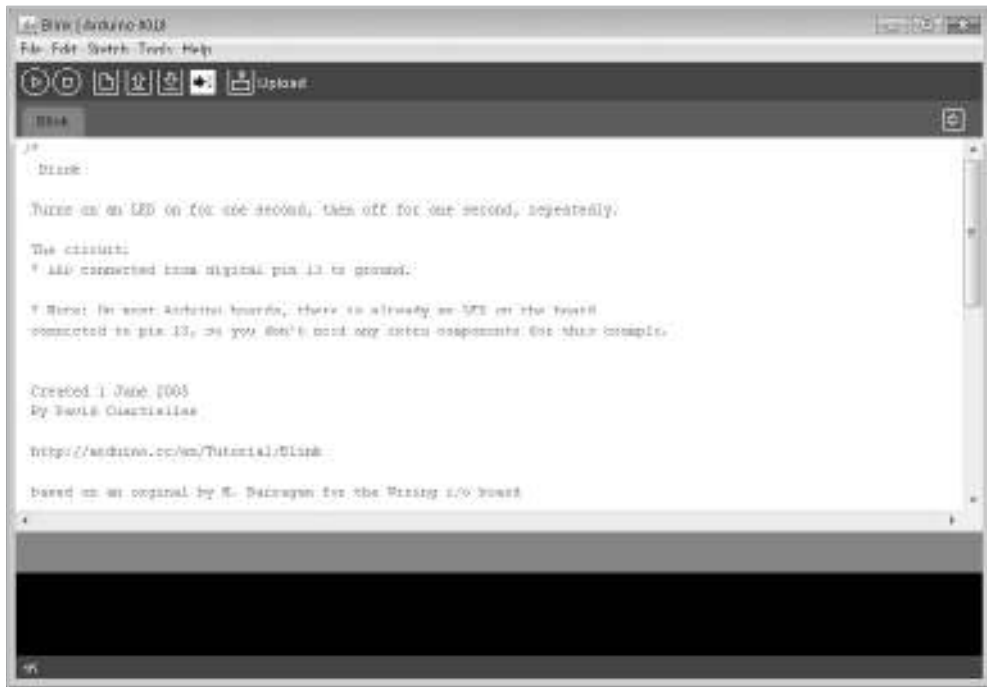 Blink | Arduino 0018
File Edit Sketch Tools Help
Upload
Blink
/*
Blink
Turns on an LED on for one second, then off for one second, repeatedly.
The circuit:
* LED connected from digital pin 13 to ground.
* Note: On most Arduino boards, there is already an LED on the board
connected to pin 13, so you don't need any extra components for this example.
Created 1 June 2005
By David Cuartielles
http://arduino.cc/en/Tutorial/Blink
based on an orginal by H. Barragan for the Wiring i/o board